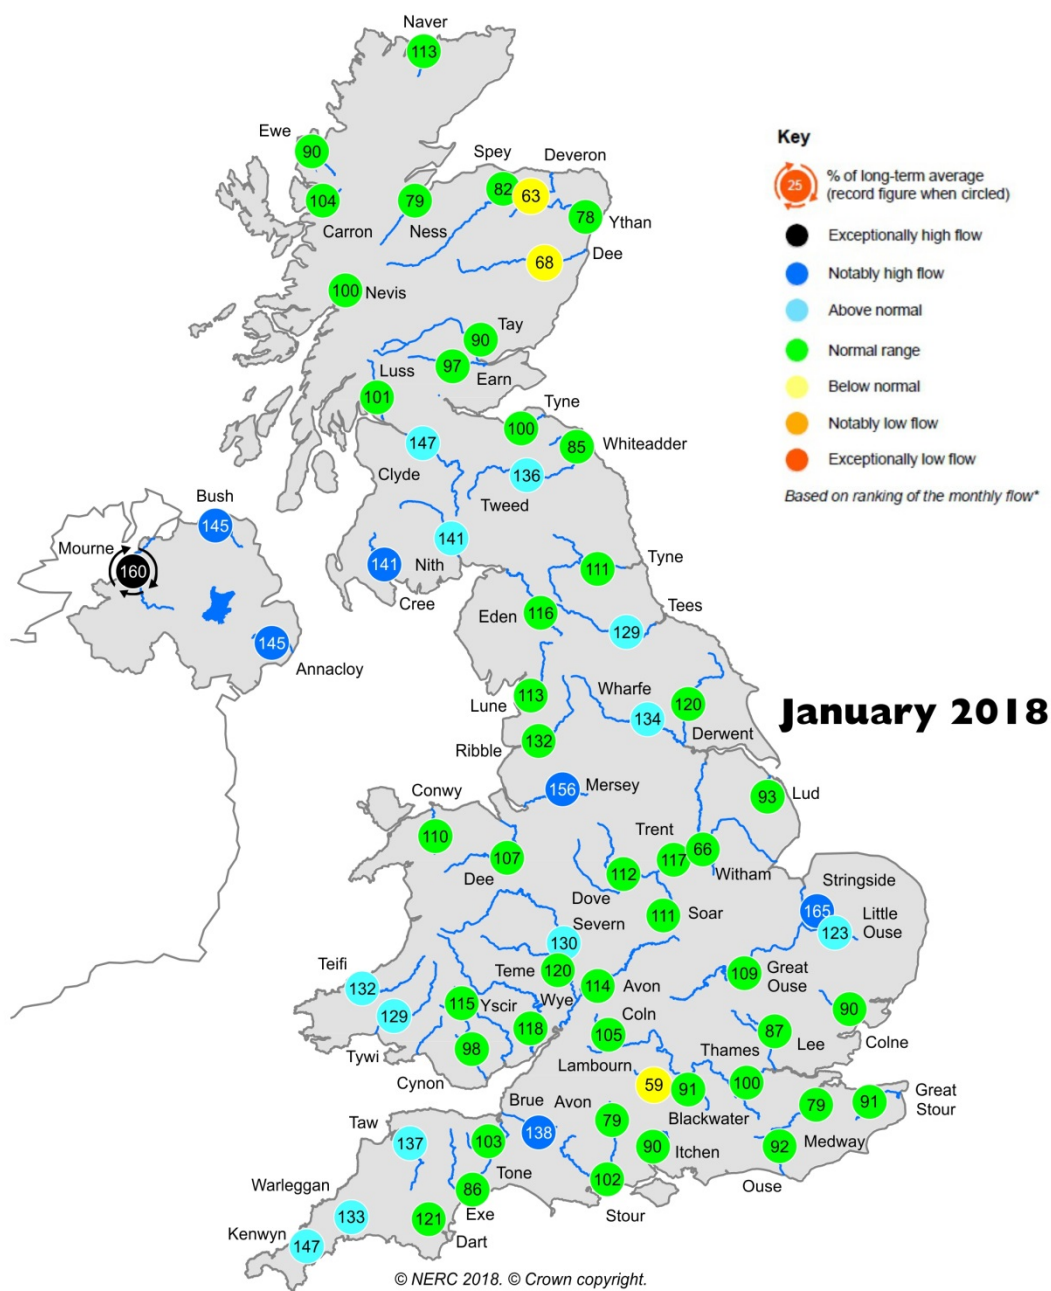 Naver
113
Ewe
90
Spey
Deveron
82
63
104
79
78
Ythan
Carron
Ness
Dee
68
100
Nevis
Tay
90
97
Luss
Earn
101
Tyne
100
Whiteadder
85
147
Clyde
136
Tweed
Bush
145
Mourne
160
141
Nith
141
Cree
Tyne
111
Eden
116
Tees
129
145
Annacloy
Lune
113
Wharfe
134
120
Derwent
Ribble
132
156
Mersey
93
Lud
Conwy
110
107
Dee
Trent
117
66
Witham
112
Dove
111
Soar
Stringside
165
123
Little
Ouse
Severn
130
Teme
120
Teifi
132
129
Tywi
115
Yscir
Wye
118
98
Cynon
114
Avon
Coln
105
109
Great
Ouse
90
Colne
87
Lee
Thames
100
Lambourn
59
91
Blackwater
79
91
Great
Stour
Medway
92
Ouse
Brue
Avon
138
79
90
Itchen
102
Stour
Taw
137
103
Tone
86
Exe
Warleggan
133
121
Dart
Kenwyn
147
© NERC 2018. © Crown copyright.
Key
25
% of long-term average
(record figure when circled)
Exceptionally high flow
Notably high flow
Above normal
Normal range
Below normal
Notably low flow
Exceptionally low flow
Based on ranking of the monthly flow*
January 2018